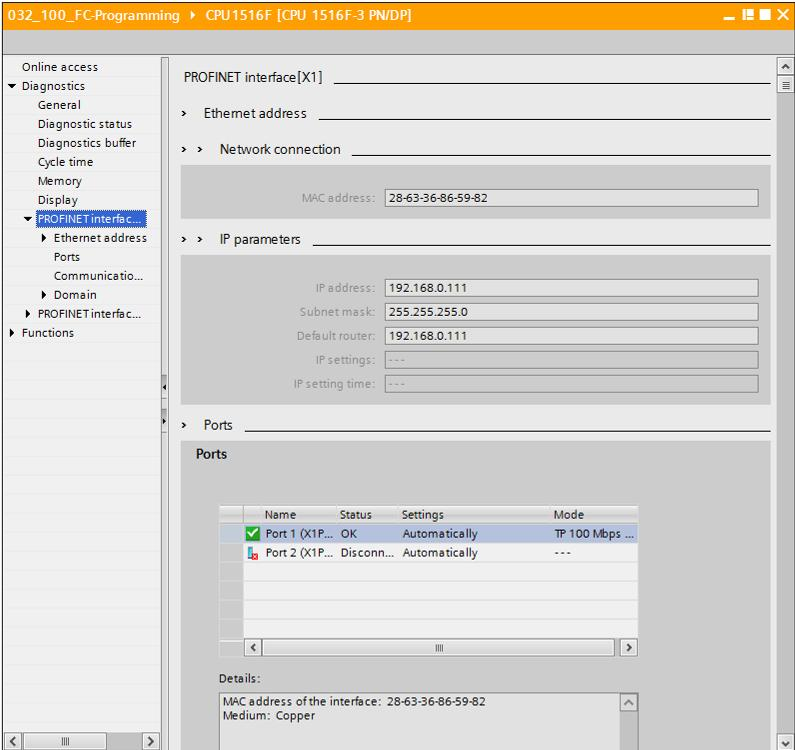 032_100_FC-Programming ▸ CPU1516F [CPU 1516F-3 PN/DP]
Online access
Diagnostics
General
Diagnostic status
Diagnostics buffer
Cycle time
Memory
Display
PROFINET interfac...
Ethernet address
Ports
Communicatio...
Domain
PROFINET interfac...
Functions
PROFINET interface[X1]
Ethernet address
Network connection
MAC address: 28-63-36-86-59-82
IP parameters
IP address: 192.168.0.111
Subnet mask: 255.255.255.0
Default router: 192.168.0.111
IP settings: ---
IP setting time: ---
Ports
Ports
Name Status Settings Mode
Port 1 (X1P... OK Automatically TP 100 Mbps ...
Port 2 (X1P... Disconn... Automatically ---
Details:
MAC address of the interface: 28-63-36-86-59-82
Medium: Copper